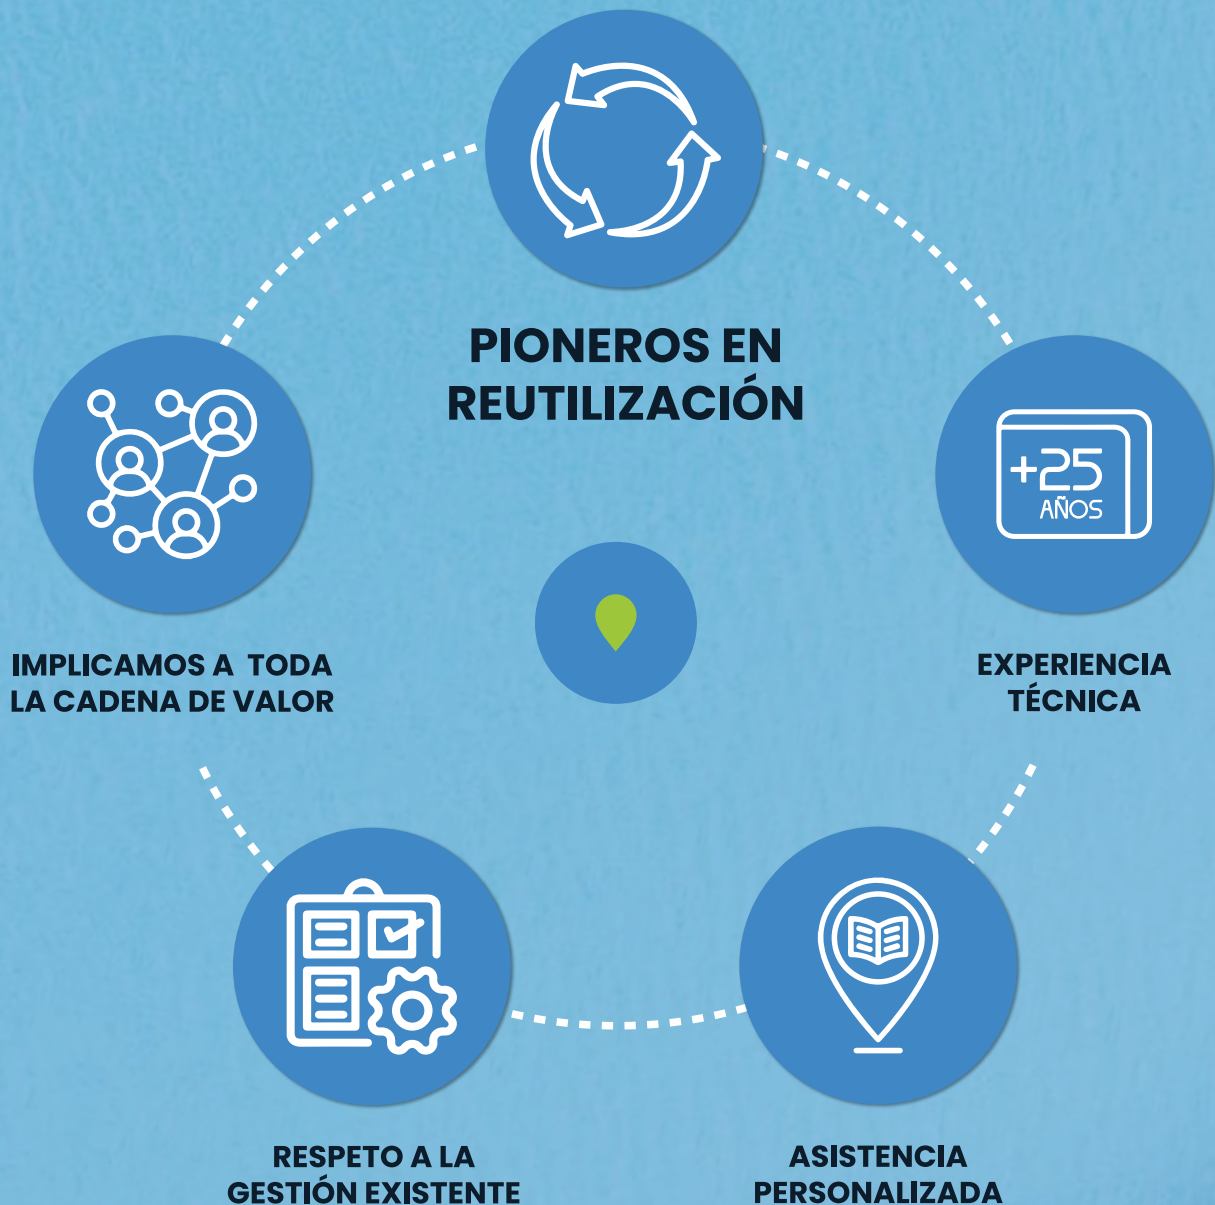 PIONEROS EN
REUTILIZACIÓN
+25
AÑOS
IMPLICAMOS A TODA
LA CADENA DE VALOR
EXPERIENCIA
TÉCNICA
RESPETO A LA
GESTIÓN EXISTENTE
ASISTENCIA
PERSONALIZADA